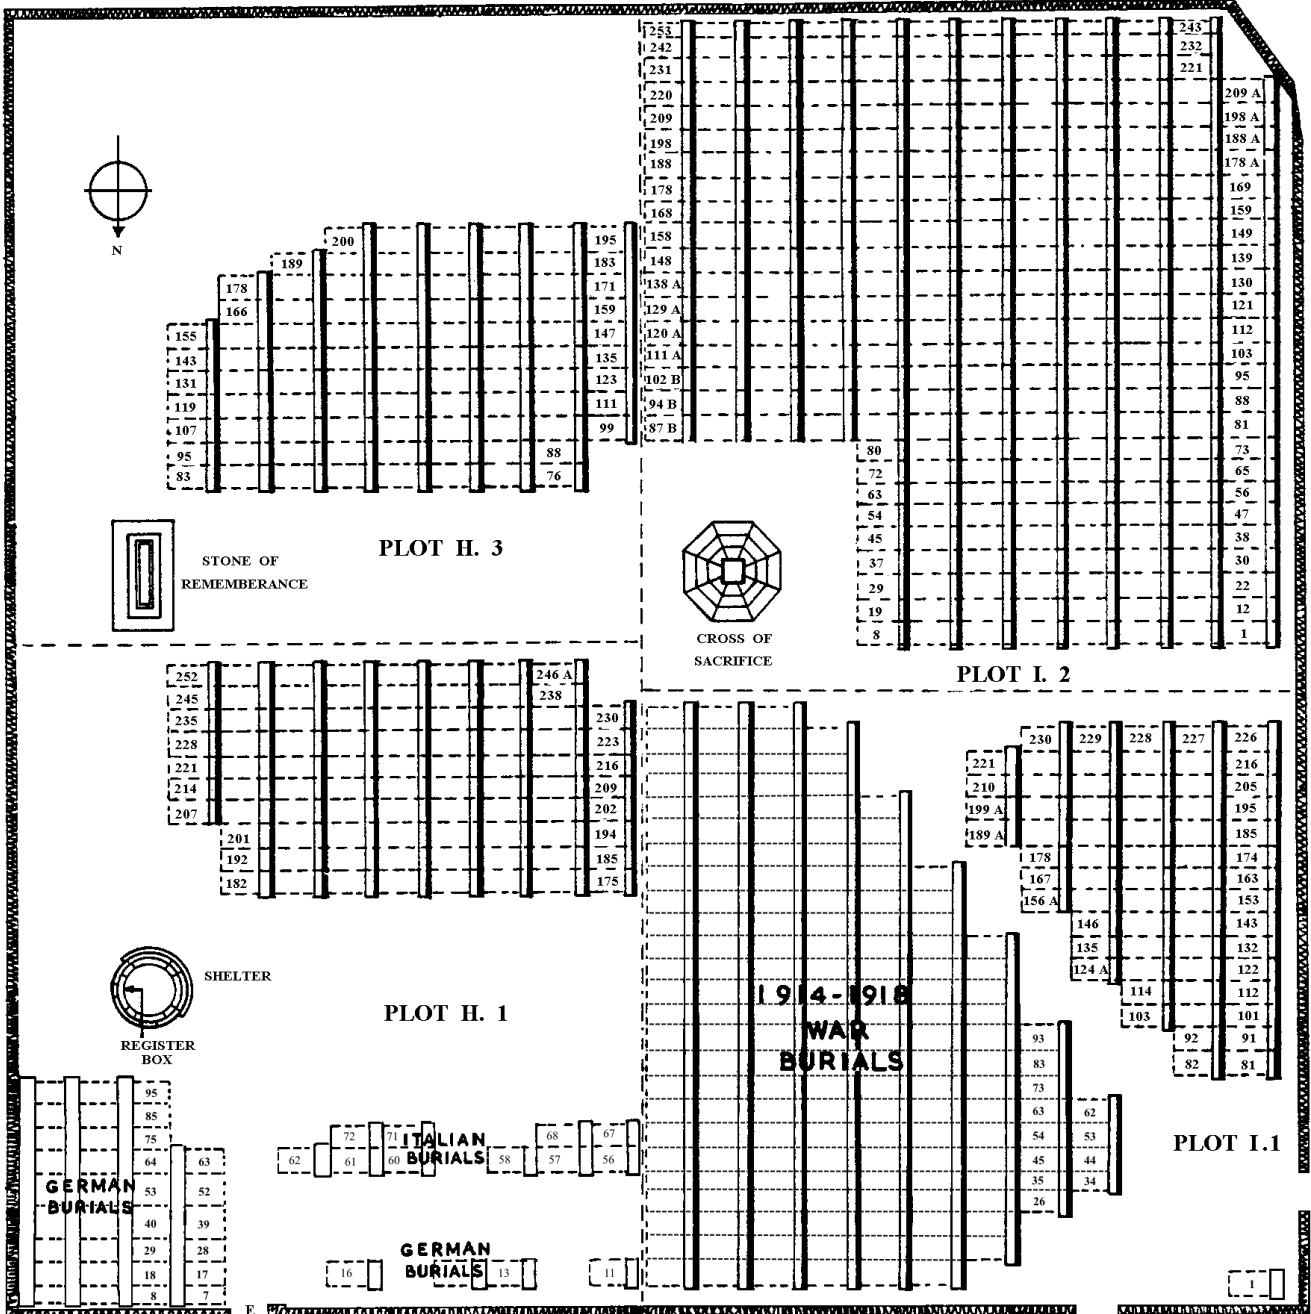 253 243
242 232
231 221
220 209 A
209 198 A
198 188 A
188 178 A
178 169
168 159
158 149
148 139
138 A 130
129 A 121
120 A 112
111 A 103
102 B 95
94 B 88
87 B 81
80 73
72 65
63 56
54 47
45 38
37 30
29 22
19 12
8 1
N
200 195
189 183
178 171
166 159
155 147
143 135
131 123
119 111
107 99
95 88
83 76
PLOT H. 3
STONE OF
REMEMBERANCE
CROSS OF
SACRIFICE
PLOT I. 2
252 246 A
245 238
235 230
228 223
221 216
214 209
207 202
201 194
192 185
182 175
230 229 228 227 226
221 216
210 205
199 A 195
189 A 185
178 174
167 163
156 A 153
146 143
135 132
124 A 122
114 112
103 101
92 91
82 81
SHELTER
REGISTER
BOX
PLOT H. 1
1914-1918
WAR
BURIALS
93
83
73
63 62
54 53
45 44
35 34
26
PLOT I.1
95
85
75
64 63
53 52
40 39
29 28
18 17
8 7
GERMAN
BURIALS
72 71 68 67
62 61 60 58 57 56
ITALIAN
BURIALS
GERMAN
BURIALS
16 13 11
1
E